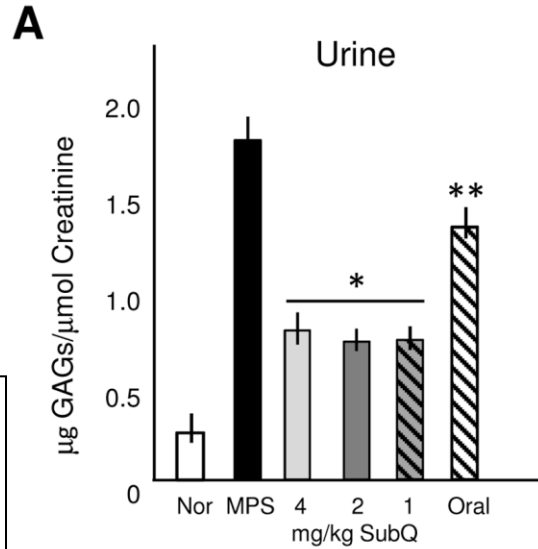 A
Urine
µg GAGs/µmol Creatinine
2.0
**
1.5
*
1.0
0.5
0
Nor MPS 4 2 1 Oral
mg/kg SubQ